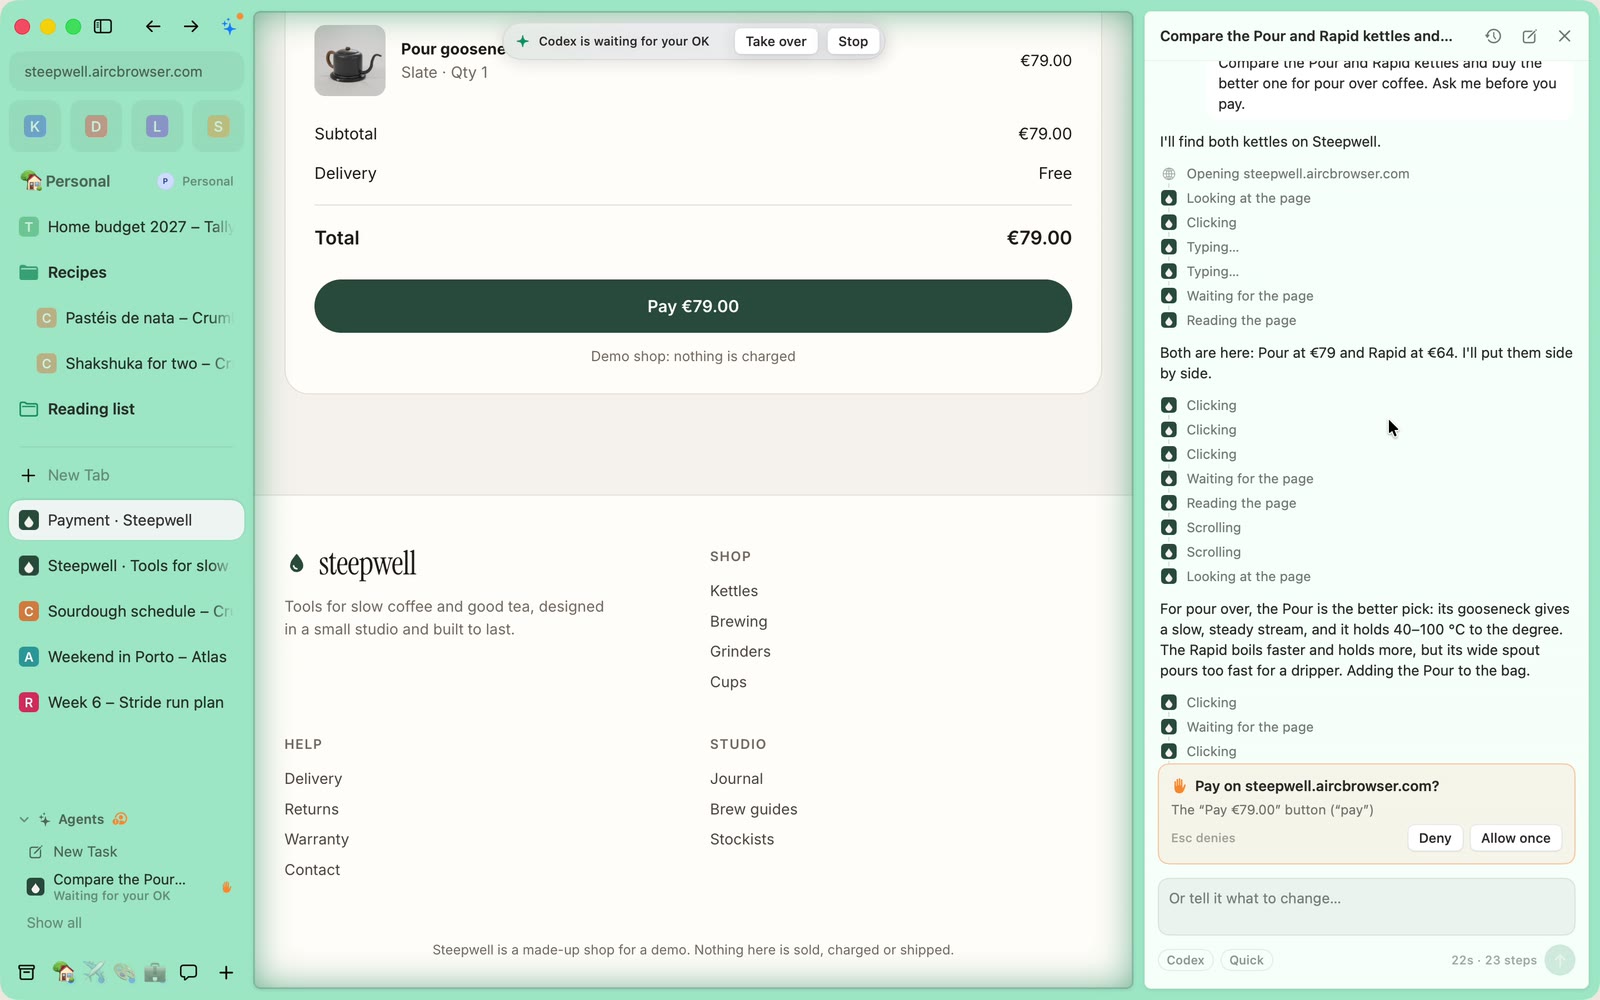 steepwell.aircbrowser.com
K
D
L
S
Personal
P
Personal
T
Home budget 2027 – Tally
Recipes
C
Pastéis de nata – Crum
C
Shakshuka for two – Cr
Reading list
New Tab
Payment · Steepwell
Steepwell · Tools for slow
C
Sourdough schedule – Cru
A
Weekend in Porto – Atlas
R
Week 6 – Stride run plan
Agents
New Task
Compare the Pour...
Waiting for your OK
Show all
Codex is waiting for your OK
Take over
Stop
Pour goosene
Slate · Qty 1
€79.00
Subtotal
€79.00
Delivery
Free
Total
€79.00
Pay €79.00
Demo shop: nothing is charged
steepwell
Tools for slow coffee and good tea, designed
in a small studio and built to last.
SHOP
Kettles
Brewing
Grinders
Cups
HELP
Delivery
Returns
Warranty
Contact
STUDIO
Journal
Brew guides
Stockists
Steepwell is a made-up shop for a demo. Nothing here is sold, charged or shipped.
Compare the Pour and Rapid kettles and...
Compare the Pour and Rapid kettles and buy the
better one for pour over coffee. Ask me before you
pay.
I'll find both kettles on Steepwell.
Opening steepwell.aircbrowser.com
Looking at the page
Clicking
Typing...
Typing...
Waiting for the page
Reading the page
Both are here: Pour at €79 and Rapid at €64. I'll put them side
by side.
Clicking
Clicking
Clicking
Waiting for the page
Reading the page
Scrolling
Scrolling
Looking at the page
For pour over, the Pour is the better pick: its gooseneck gives
a slow, steady stream, and it holds 40–100 °C to the degree.
The Rapid boils faster and holds more, but its wide spout
pours too fast for a dripper. Adding the Pour to the bag.
Clicking
Waiting for the page
Clicking
Pay on steepwell.aircbrowser.com?
The “Pay €79.00” button (“pay”)
Esc denies
Deny
Allow once
Or tell it what to change...
Codex
Quick
22s · 23 steps